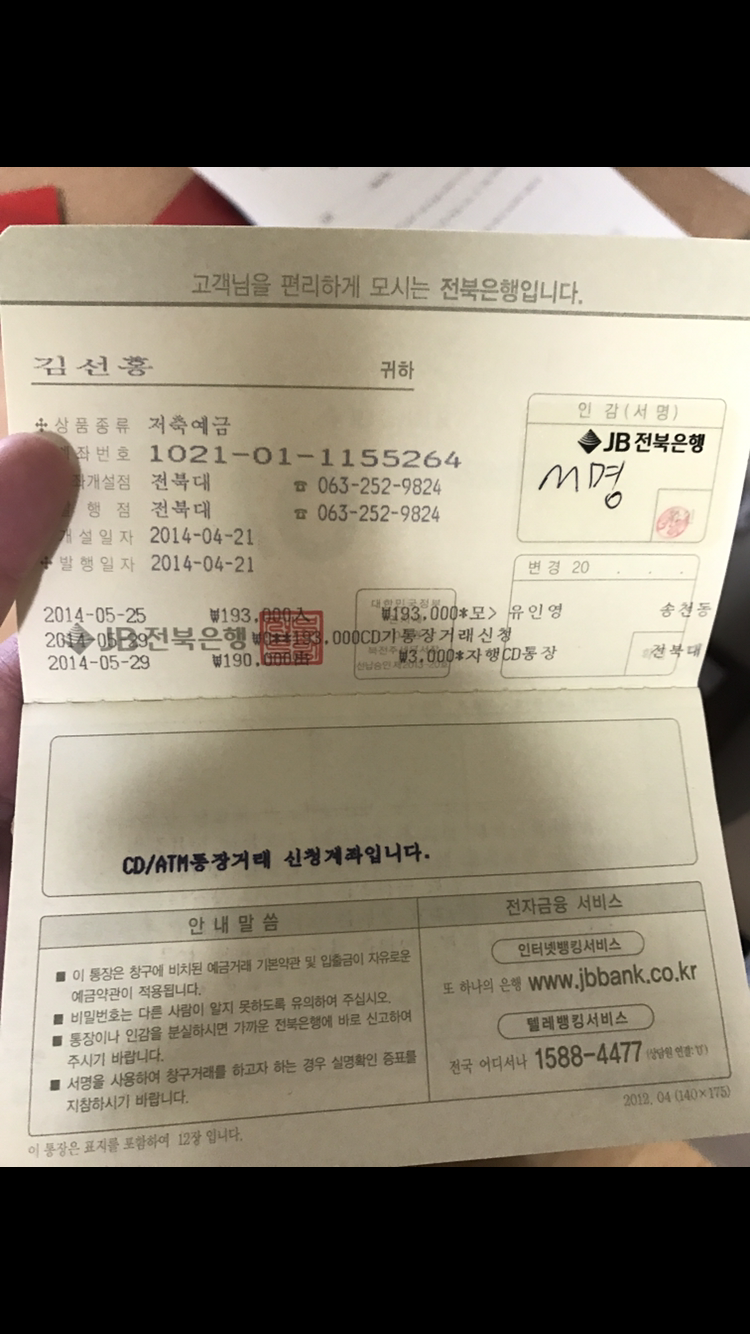 고객님을 편리하게 모시는 전북은행입니다.
김선홍 귀하
상품종류 저축예금
좌번호 1021-01-1155264
좌개설점 전북대 ☎ 063-252-9824
행 점 전북대 ☎ 063-252-9824
개설일자 2014-04-21
발행일자 2014-04-21
인 감 (서 명)
JB 전북은행
서명
변경 20 . . .
2014-05-25 ₩193,000入 ₩193,000*모> 유인영 송천동
2014-05-29 ₩0**193,000CD기통장거래신청
JB 전북은행
2014-05-29 ₩190,000 ₩3,000*자행CD통장 전북대
대한민국정부
CD/ATM통장거래 신청계좌입니다.
안 내 말 씀
■ 이 통장은 창구에 비치된 예금거래 기본약관 및 입출금이 자유로운
예금약관이 적용됩니다.
■ 비밀번호는 다른 사람이 알지 못하도록 유의하여 주십시오.
■ 통장이나 인감을 분실하시면 가까운 전북은행에 바로 신고하여
주시기 바랍니다.
■ 서명을 사용하여 창구거래를 하고자 하는 경우 실명확인 증표를
지참하시기 바랍니다.
전자금융 서비스
인터넷뱅킹서비스
또 하나의 은행 www.jbbank.co.kr
텔레뱅킹서비스
전국 어디서나 1588-4477 (상담원 연결:'0')
2012. 04 (140×175)
이 통장은 표지를 포함하여 12장 입니다.